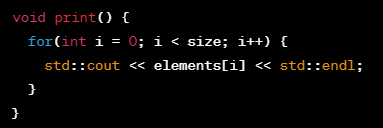 void print() {
  for(int i = 0; i < size; i++) {
    std::cout << elements[i] << std::endl;
  }
}